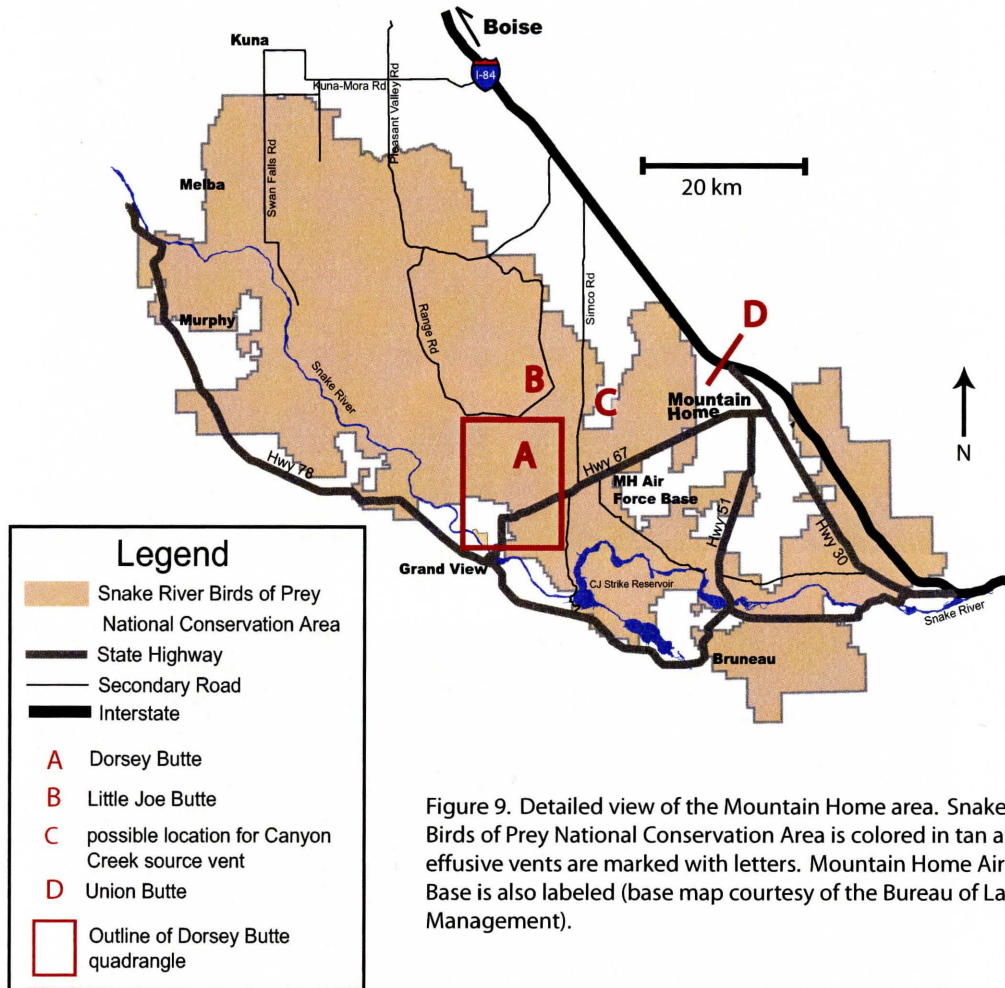 Boise
Kuna
I-84
Kuna-Mora Rd
Pleasant Valley Rd
20 km
Swan Falls Rd
Melba
Simco Rd
Murphy
Range Rd
D
B
Snake River
C
Mountain
Home
A
N
Hwy 67
Hwy 78
MH Air
Force Base
Hwy 51
Hwy 30
Grand View
CJ Strike Reservoir
Snake River
Bruneau
Legend
Snake River Birds of Prey
National Conservation Area
State Highway
Secondary Road
Interstate
A Dorsey Butte
B Little Joe Butte
C possible location for Canyon
Creek source vent
D Union Butte
Outline of Dorsey Butte
quadrangle
Figure 9. Detailed view of the Mountain Home area. Snake
Birds of Prey National Conservation Area is colored in tan a
effusive vents are marked with letters. Mountain Home Air
Base is also labeled (base map courtesy of the Bureau of La
Management).